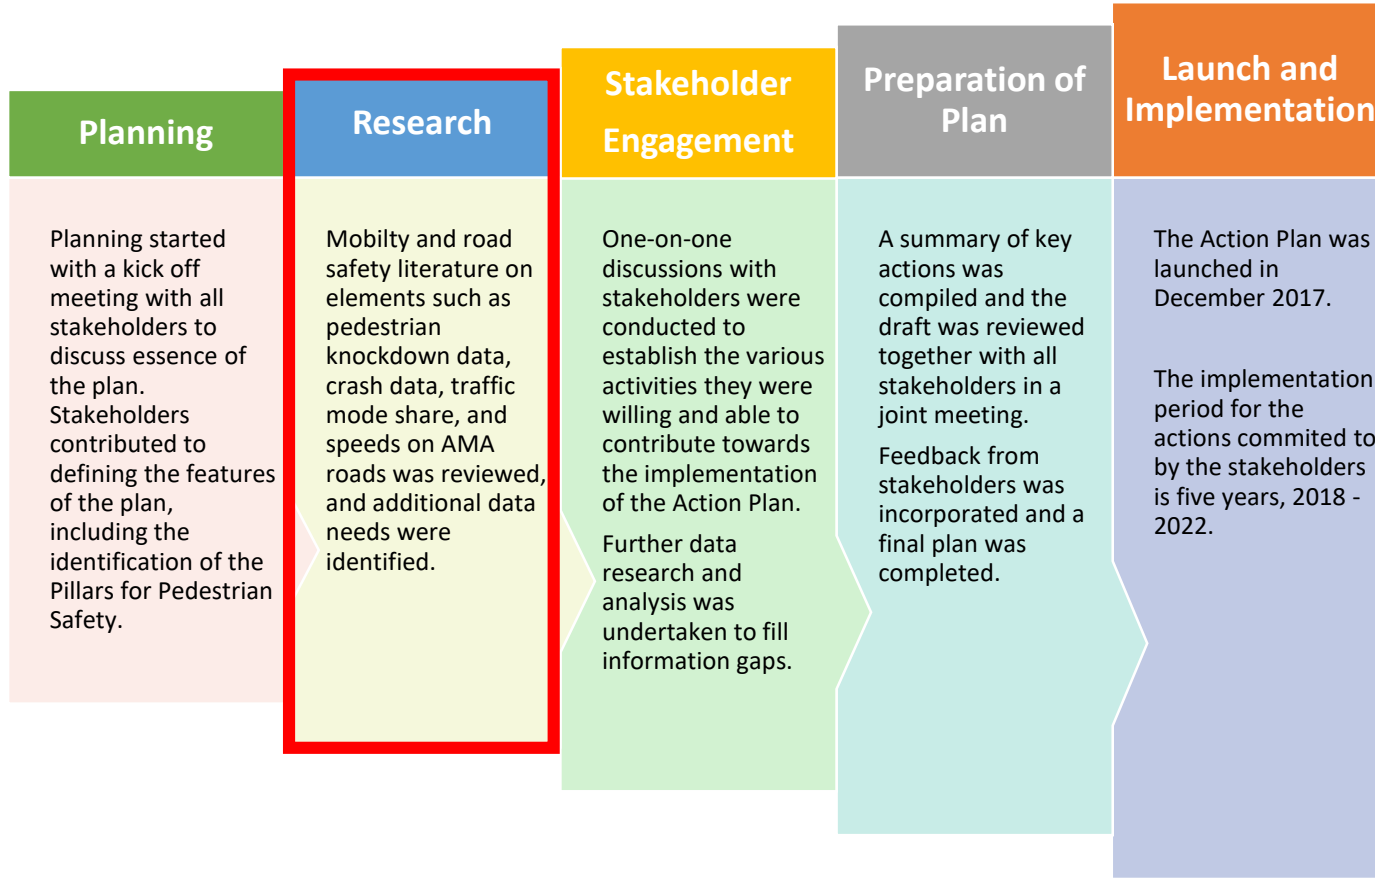 Planning
Planning started
with a kick off
meeting with all
stakeholders to
discuss essence of
the plan.
Stakeholders
contributed to
defining the features
of the plan,
including the
identification of the
Pillars for Pedestrian
Safety.
Research
Mobilty and road
safety literature on
elements such as
pedestrian
knockdown data,
crash data, traffic
mode share, and
speeds on AMA
roads was reviewed,
and additional data
needs were
identified.
Stakeholder
Engagement
One-on-one
discussions with
stakeholders were
conducted to
establish the various
activities they were
willing and able to
contribute towards
the implementation
of the Action Plan.
Further data
research and
analysis was
undertaken to fill
information gaps.
Preparation of
Plan
A summary of key
actions was
compiled and the
draft was reviewed
together with all
stakeholders in a
joint meeting.
Feedback from
stakeholders was
incorporated and a
final plan was
completed.
Launch and
Implementation
The Action Plan was
launched in
December 2017.
The implementation
period for the
actions commited to
by the stakeholders
is five years, 2018 -
2022.